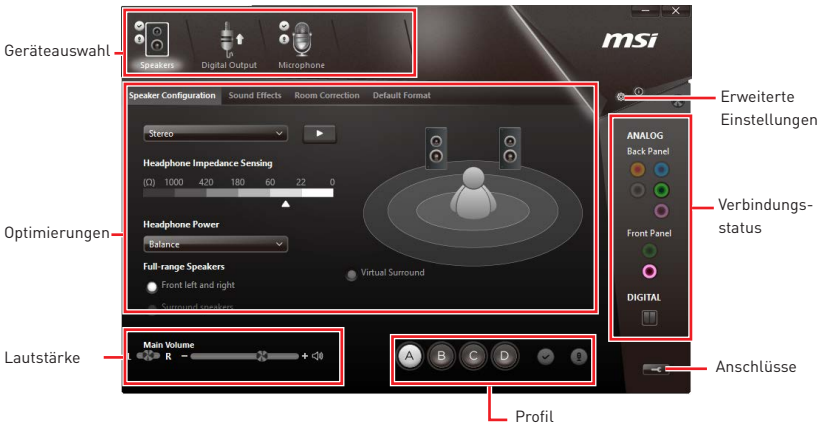 Geräteauswahl
Speakers
Digital Output
Microphone
msi
Speaker Configuration
Sound Effects
Room Correction
Default Format
Erweiterte
Einstellungen
Stereo
Headphone Impedance Sensing
(Ω) 1000 420 180 60 22 0
Headphone Power
Balance
Full-range Speakers
Front left and right
Surround speakers
Virtual Surround
Optimierungen
ANALOG
Back Panel
Front Panel
DIGITAL
Verbindungs-
status
Main Volume
L R − +
Lautstärke
A B C D
Anschlüsse
Profil